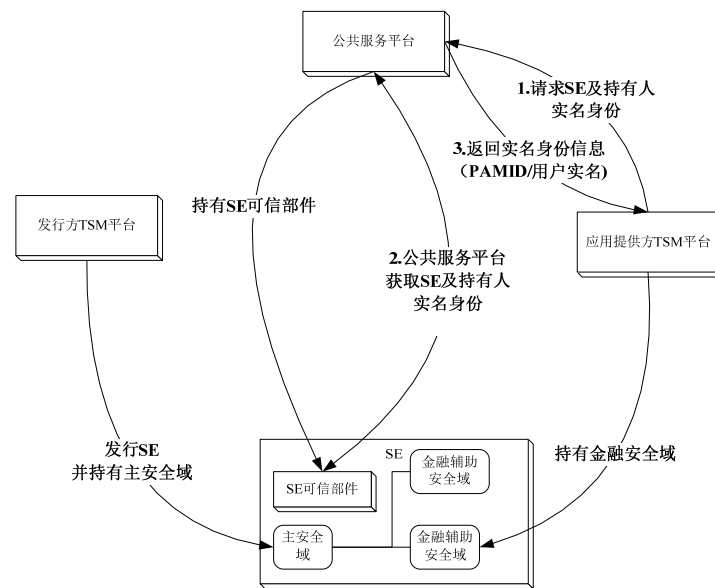 公共服务平台
1.请求SE及持有人
实名身份
3.返回实名身份信息
（PAMID/用户实名)
持有SE可信部件
发行方TSM平台
应用提供方TSM平台
2.公共服务平台
获取SE及持有人
实名身份
发行SE
并持有主安全域
持有金融安全域
SE
金融辅助
安全域
SE可信部件
主安全
域
金融辅助
安全域